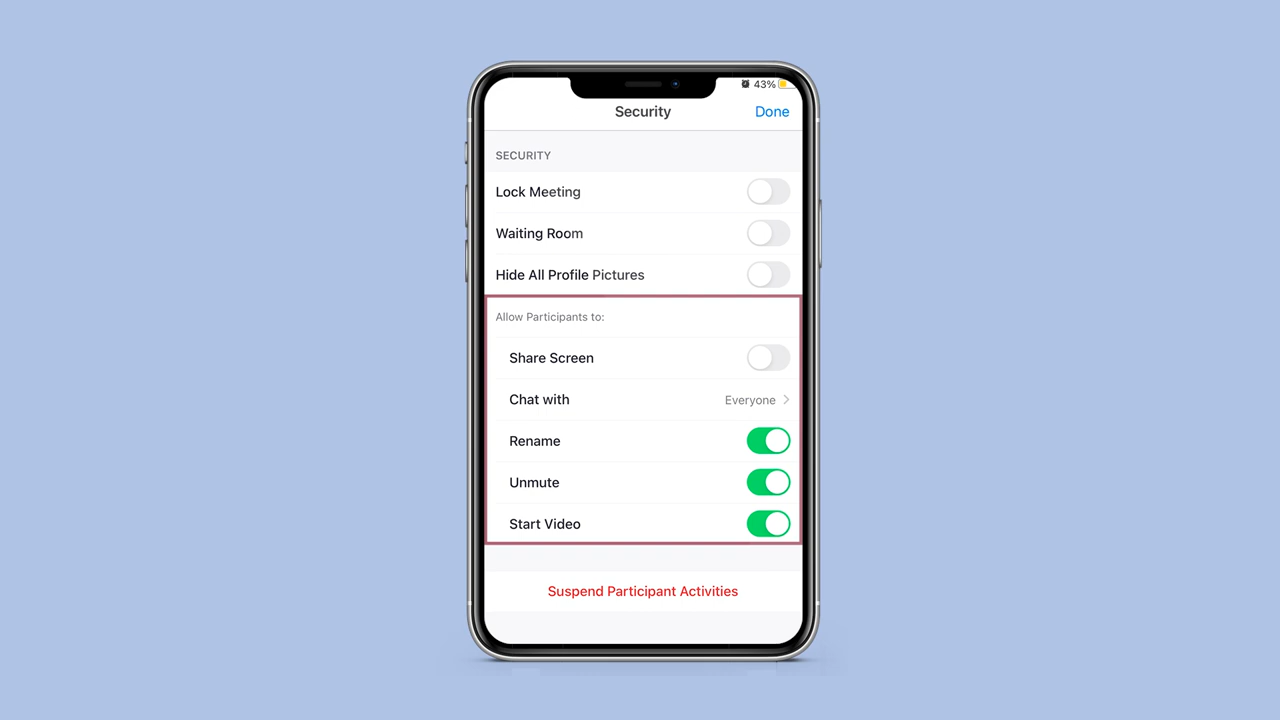 43%
Security
Done
SECURITY
Lock Meeting
Waiting Room
Hide All Profile Pictures
Allow Participants to:
Share Screen
Chat with
Everyone
Rename
Unmute
Start Video
Suspend Participant Activities